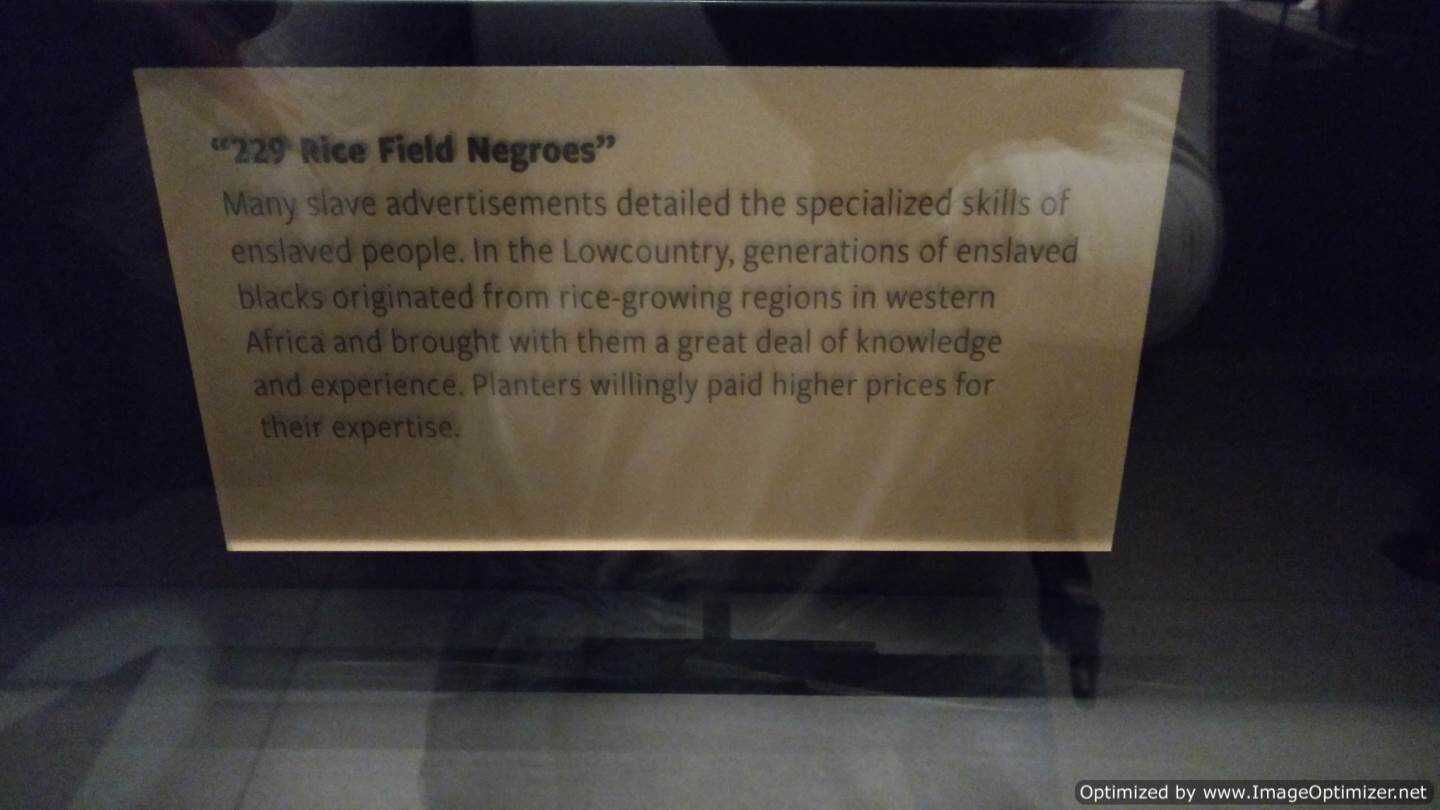 “229 Rice Field Negroes”
Many slave advertisements detailed the specialized skills of
enslaved people. In the Lowcountry, generations of enslaved
blacks originated from rice-growing regions in western
Africa and brought with them a great deal of knowledge
and experience. Planters willingly paid higher prices for
their expertise.
Optimized by www.ImageOptimizer.net